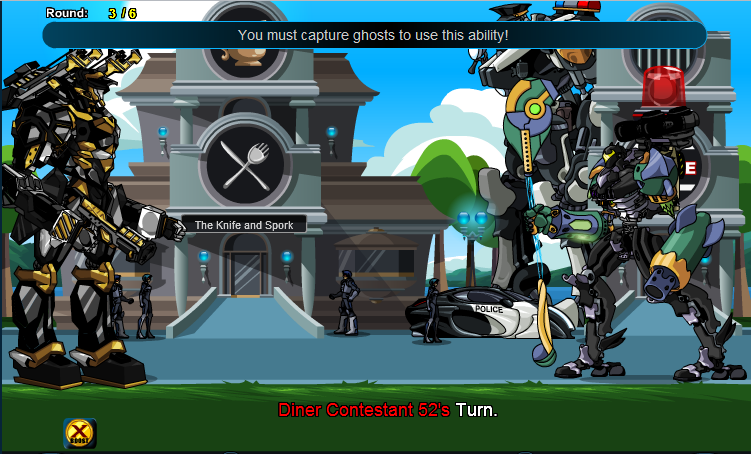 Round: 3 / 6
You must capture ghosts to use this ability!
E
The Knife and Spork
POLICE
Diner Contestant 52's Turn.
X
BOOST